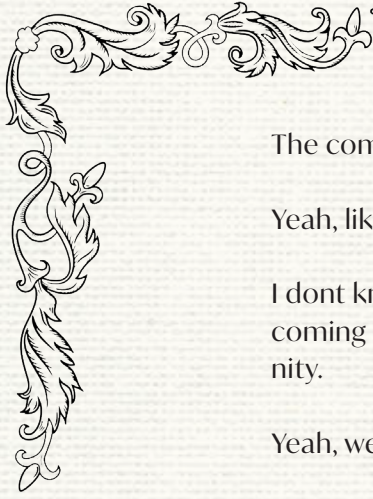 The com
Yeah, lik
I dont kn
coming
nity.
Yeah, we